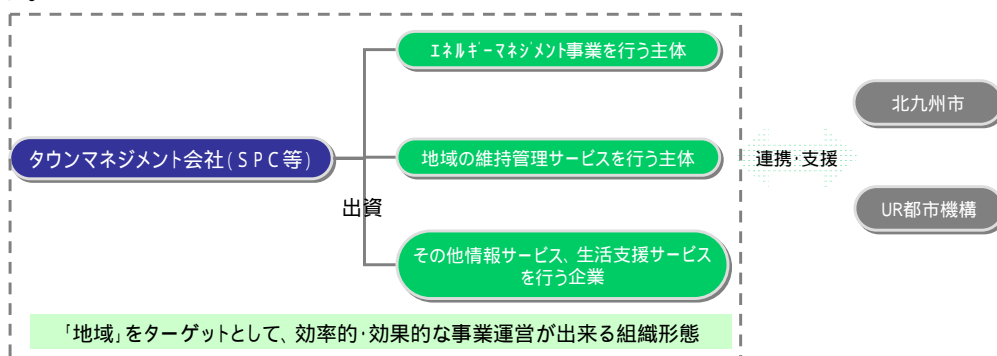 エネルギーマネジメント事業を行う主体
北九州市
タウンマネジメント会社(SPC等)
地域の維持管理サービスを行う主体
連携・支援
出資
UR都市機構
その他情報サービス、生活支援サービス
を行う企業
「地域」をターゲットとして、効率的・効果的な事業運営が出来る組織形態